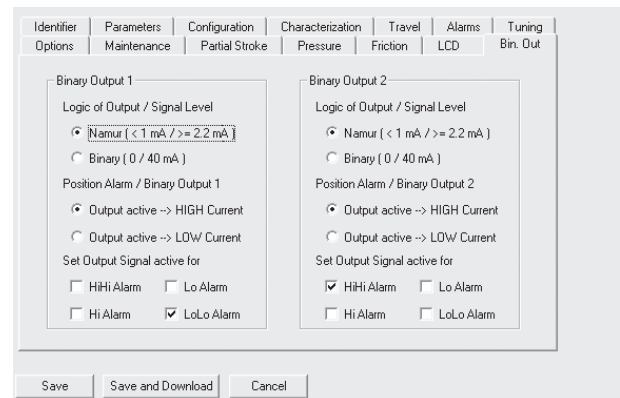 Identifier Parameters Configuration Characterization Travel Alarms Tuning
Options Maintenance Partial Stroke Pressure Friction LCD Bin. Out
Binary Output 1
Logic of Output / Signal Level
Namur ( < 1 mA / >= 2.2 mA )
Binary ( 0 / 40 mA )
Position Alarm / Binary Output 1
Output active --> HIGH Current
Output active --> LOW Current
Set Output Signal active for
HiHi Alarm Lo Alarm
Hi Alarm LoLo Alarm
Binary Output 2
Logic of Output / Signal Level
Namur ( < 1 mA / >= 2.2 mA )
Binary ( 0 / 40 mA )
Position Alarm / Binary Output 2
Output active --> HIGH Current
Output active --> LOW Current
Set Output Signal active for
HiHi Alarm Lo Alarm
Hi Alarm LoLo Alarm
Save Save and Download Cancel